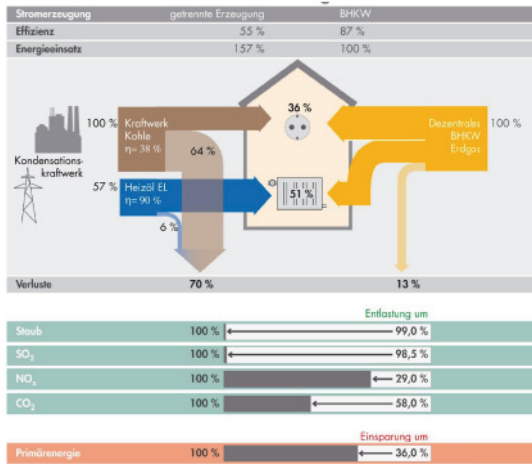 Stromerzeugung getrennte Erzeugung BHKW
Effizienz 55 % 87 %
Energieeinsatz 157 % 100 %
36 %
100 % Kraftwerk Kohle η= 38 %
64 %
Dezentrales BHKW Erdgas 100 %
Kondensations-
kraftwerk
57 % Heizöl EL η= 90 %
51 %
6 %
Verluste 70 % 13 %
Entlastung um
Staub 100 % 99,0 %
SO₂ 100 % 98,5 %
NOₓ 100 % 29,0 %
CO₂ 100 % 58,0 %
Einsparung um
Primärenergie 100 % 36,0 %